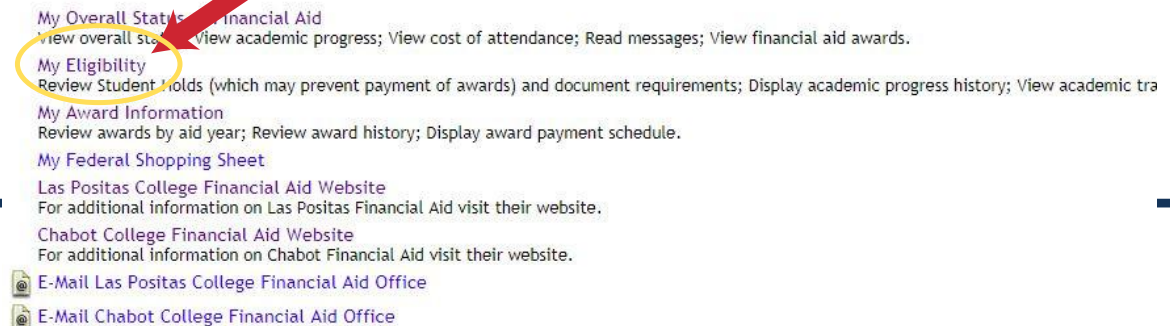 My Overall Status Financial Aid
View overall View academic progress; View cost of attendance; Read messages; View financial aid awards.
My Eligibility
Review Student Holds (which may prevent payment of awards) and document requirements; Display academic progress history; View academic tra
My Award Information
Review awards by aid year; Review award history; Display award payment schedule.
My Federal Shopping Sheet
Las Positas College Financial Aid Website
For additional information on Las Positas Financial Aid visit their website.
Chabot College Financial Aid Website
For additional information on Chabot Financial Aid visit their website.
E-Mail Las Positas College Financial Aid Office
E-Mail Chabot College Financial Aid Office